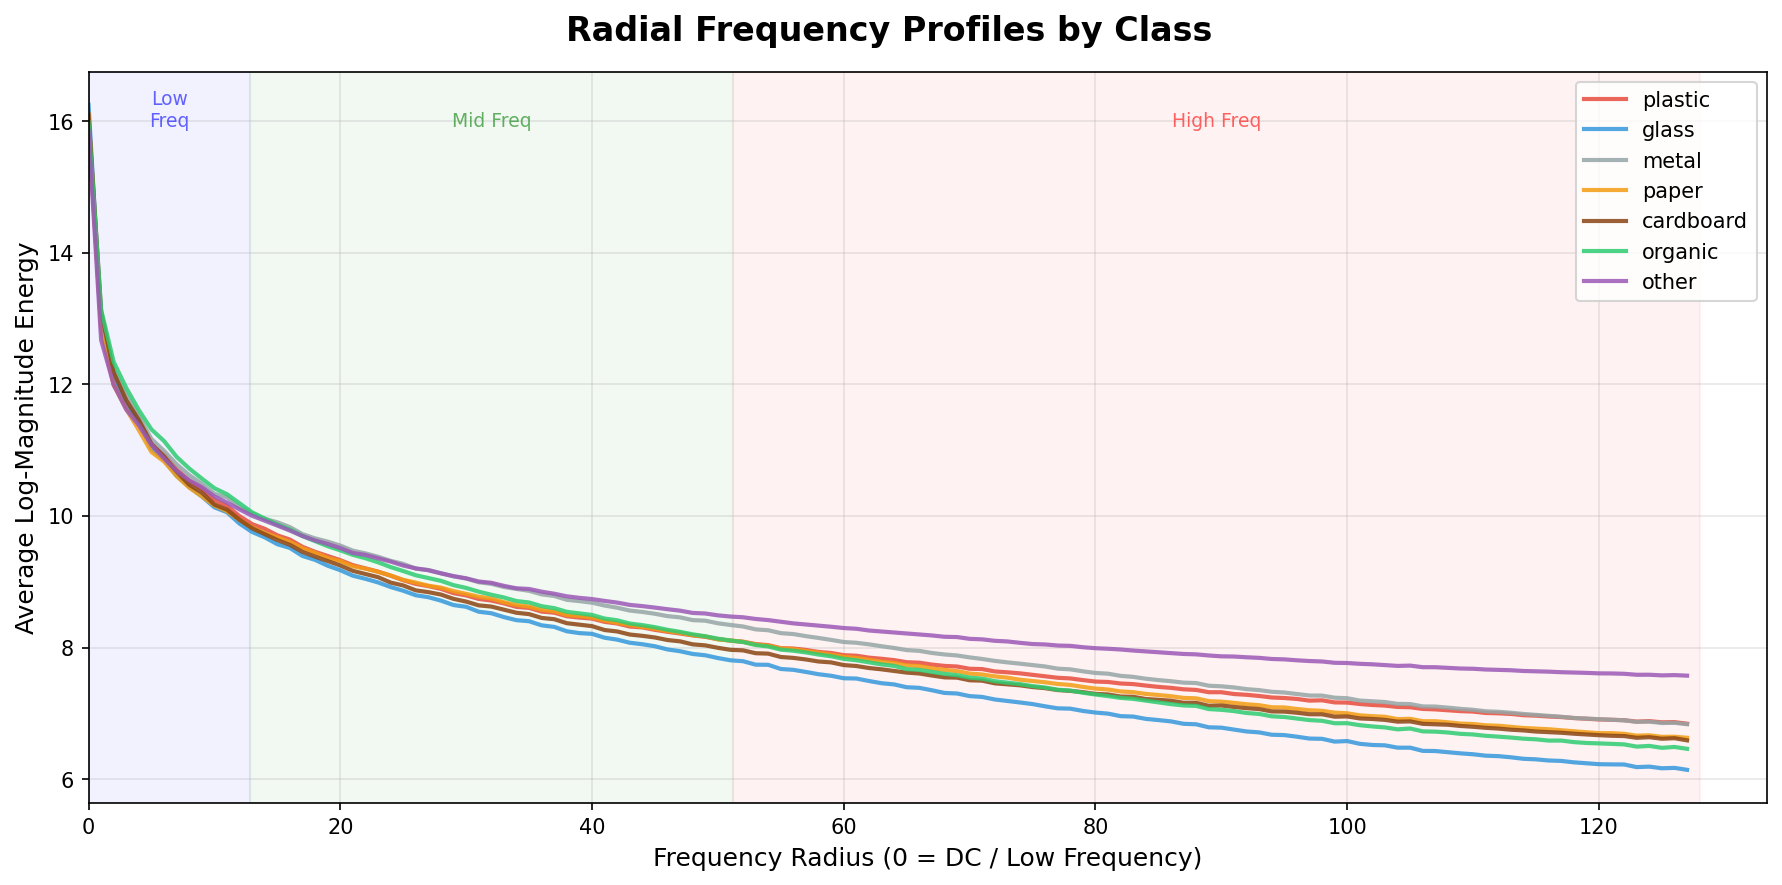 Radial Frequency Profiles by Class
Low
Freq
Mid Freq
High Freq
plastic
glass
metal
paper
cardboard
organic
other
Average Log-Magnitude Energy
16
14
12
10
8
6
0
20
40
60
80
100
120
Frequency Radius (0 = DC / Low Frequency)